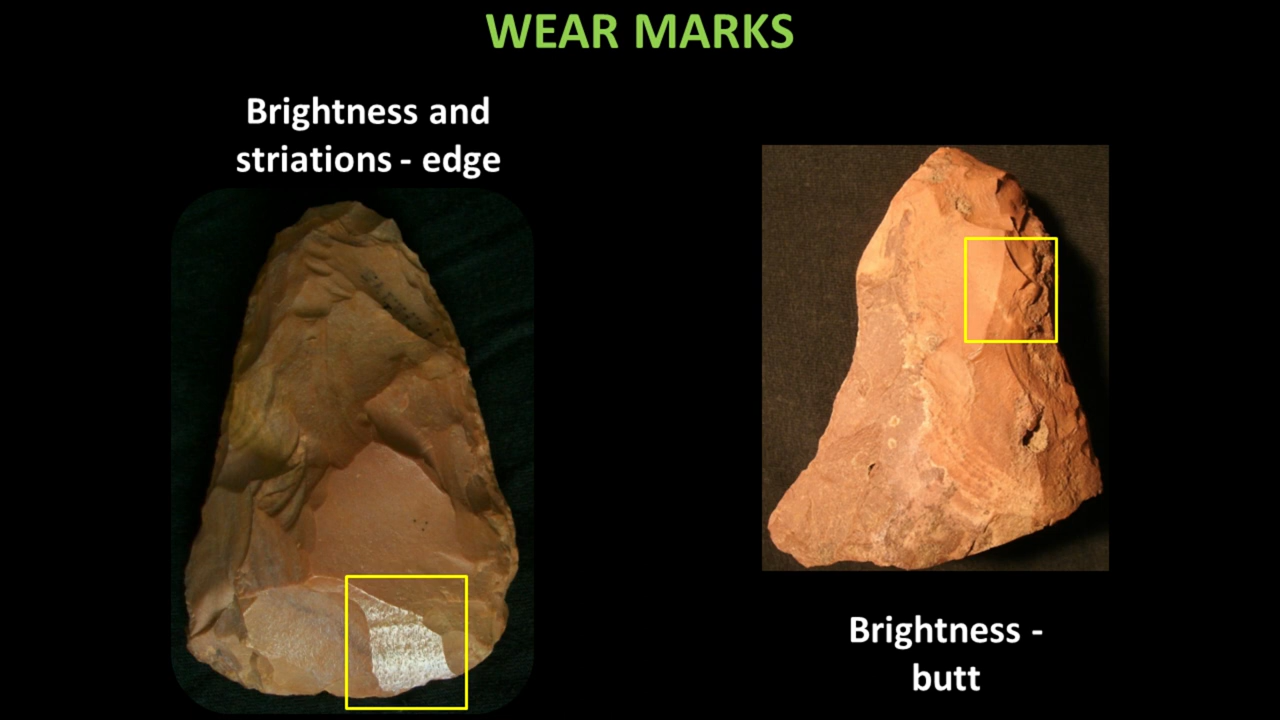 WEAR MARKS
Brightness and
striations - edge
Brightness -
butt